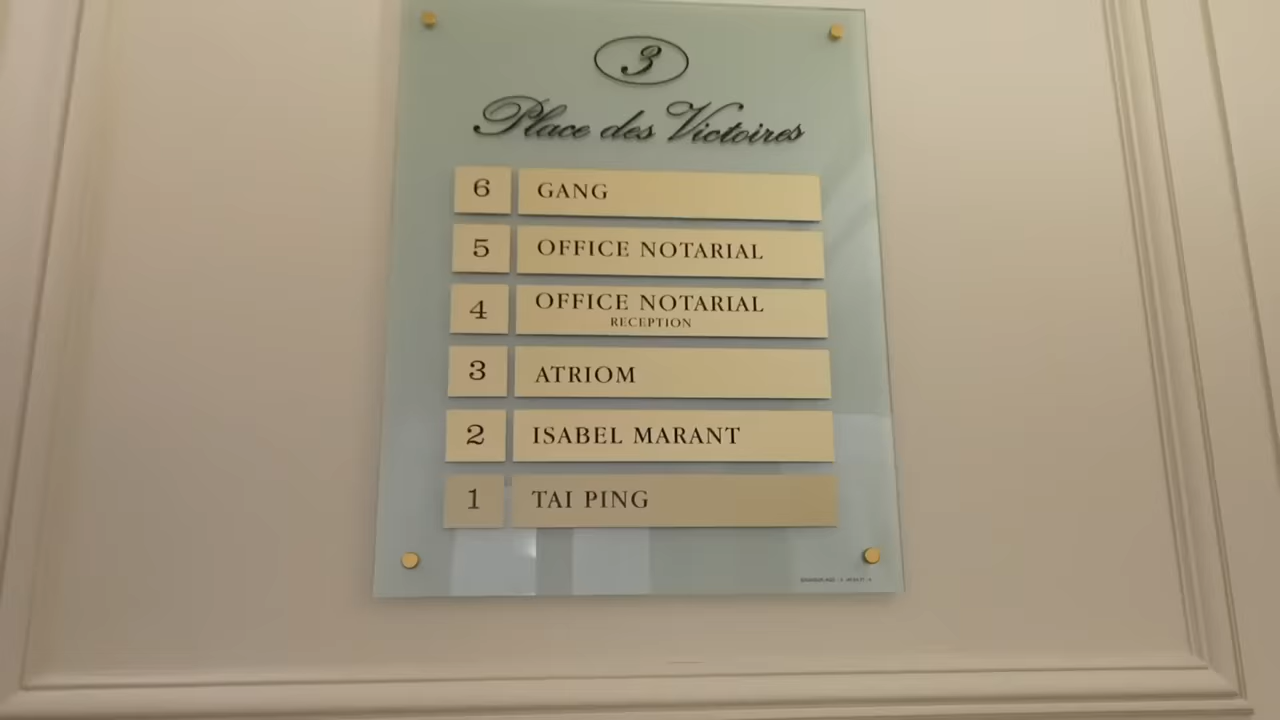 3
Place des Victoires
6 GANG
5 OFFICE NOTARIAL
4 OFFICE NOTARIAL
RECEPTION
3 ATRIOM
2 ISABEL MARANT
1 TAI PING